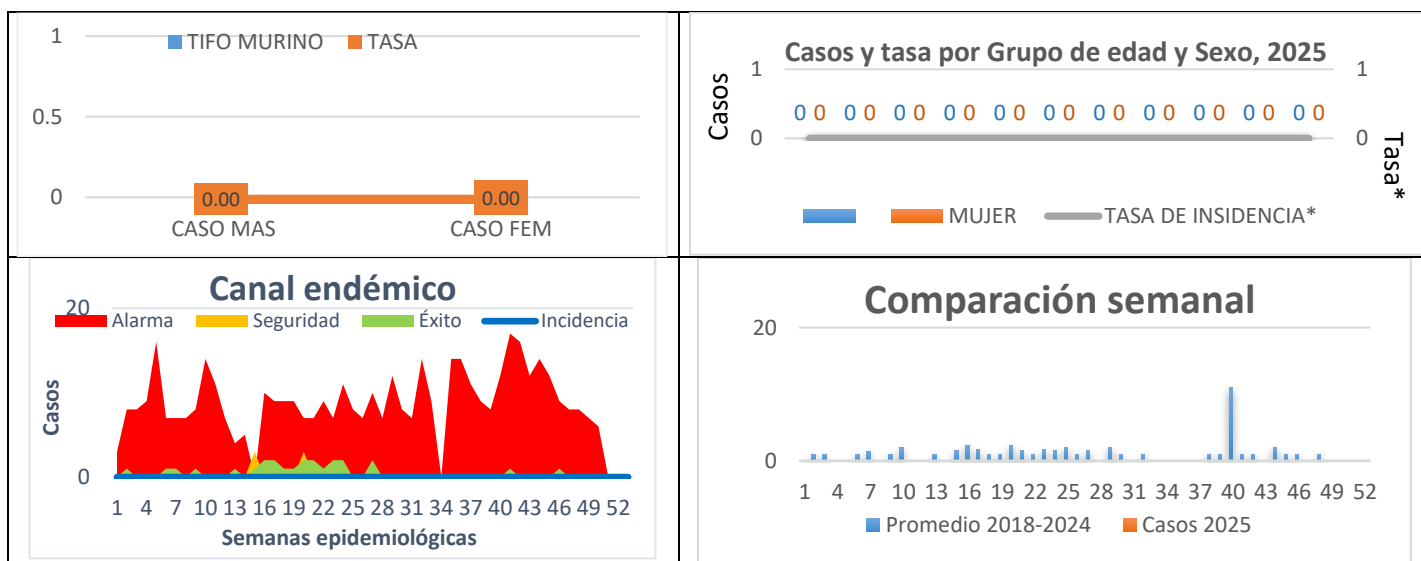 TIFO MURINO TASA
1
0.5
0
0.00 0.00
CASO MAS CASO FEM
Casos y tasa por Grupo de edad y Sexo, 2025
Casos
1 1
0 0 0 0 0 0 0 0 0 0 0 0 0 0 0 0 0 0 0 0 0 0
0 0
Tasa*
MUJER TASA DE INSIDENCIA*
Canal endémico
20
Alarma Seguridad Éxito Incidencia
Casos
0
1 4 7 10 13 16 19 22 25 28 31 34 37 40 43 46 49 52
Semanas epidemiológicas
Comparación semanal
20
0
1 4 7 10 13 16 19 22 25 28 31 34 37 40 43 46 49 52
Promedio 2018-2024 Casos 2025